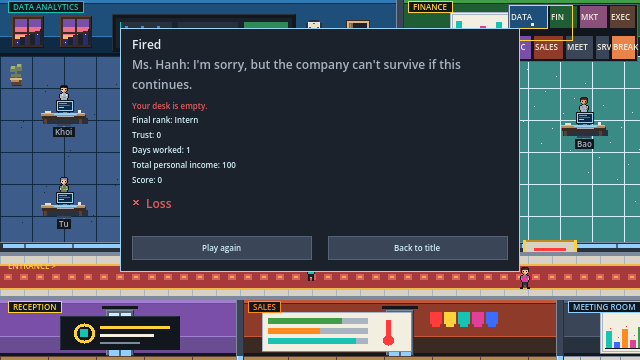 DATA ANALYTICS
FINANCE
DATA
FIN
MKT
EXEC
SALES
MEET
SRV
BREAK
Fired
Ms. Hanh: I'm sorry, but the company can't survive if this
continues.
Your desk is empty.
Final rank: Intern
Trust: 0
Days worked: 1
Total personal income: 100
Score: 0
× Loss
Play again
Back to title
Khoi
Bao
Tu
ENTRANCE >
RECEPTION
SALES
MEETING ROOM